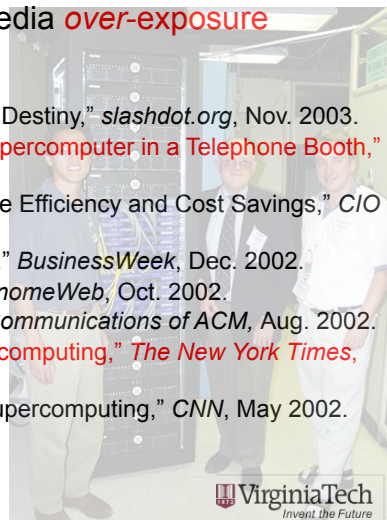 edia over-exposure
Destiny,” slashdot.org, Nov. 2003.
percomputer in a Telephone Booth,”
e Efficiency and Cost Savings,” CIO
,” BusinessWeek, Dec. 2002.
nomeWeb, Oct. 2002.
ommunications of ACM, Aug. 2002.
computing,” The New York Times,
upercomputing,” CNN, May 2002.
VirginiaTech
1872
Invent the Future